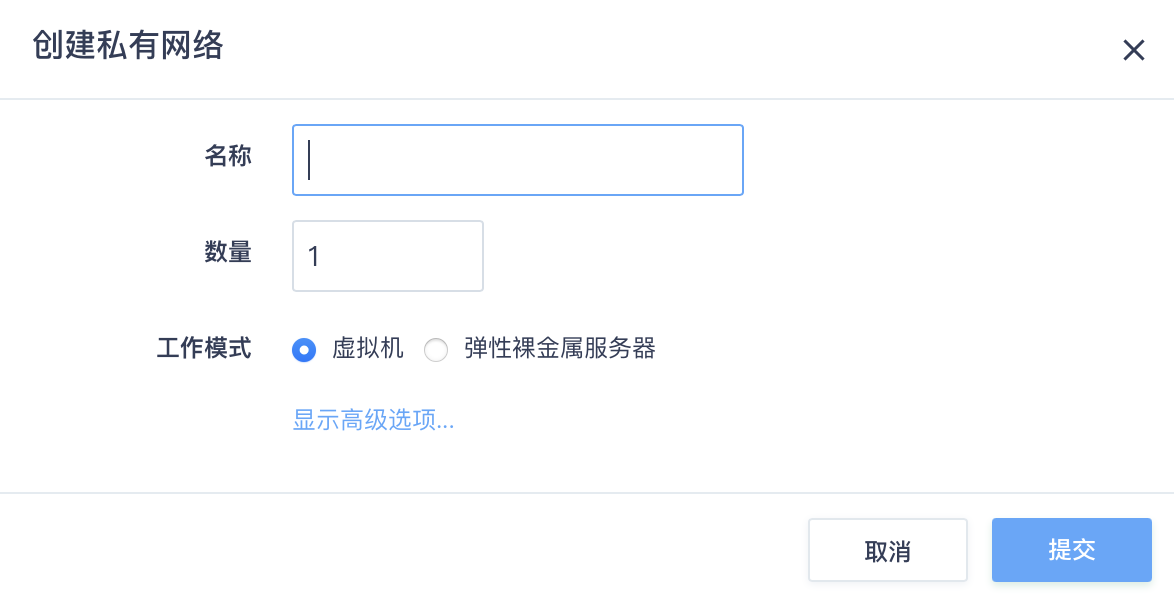 创建私有网络
名称
数量 1
工作模式 虚拟机 弹性裸金属服务器
显示高级选项...
取消 提交